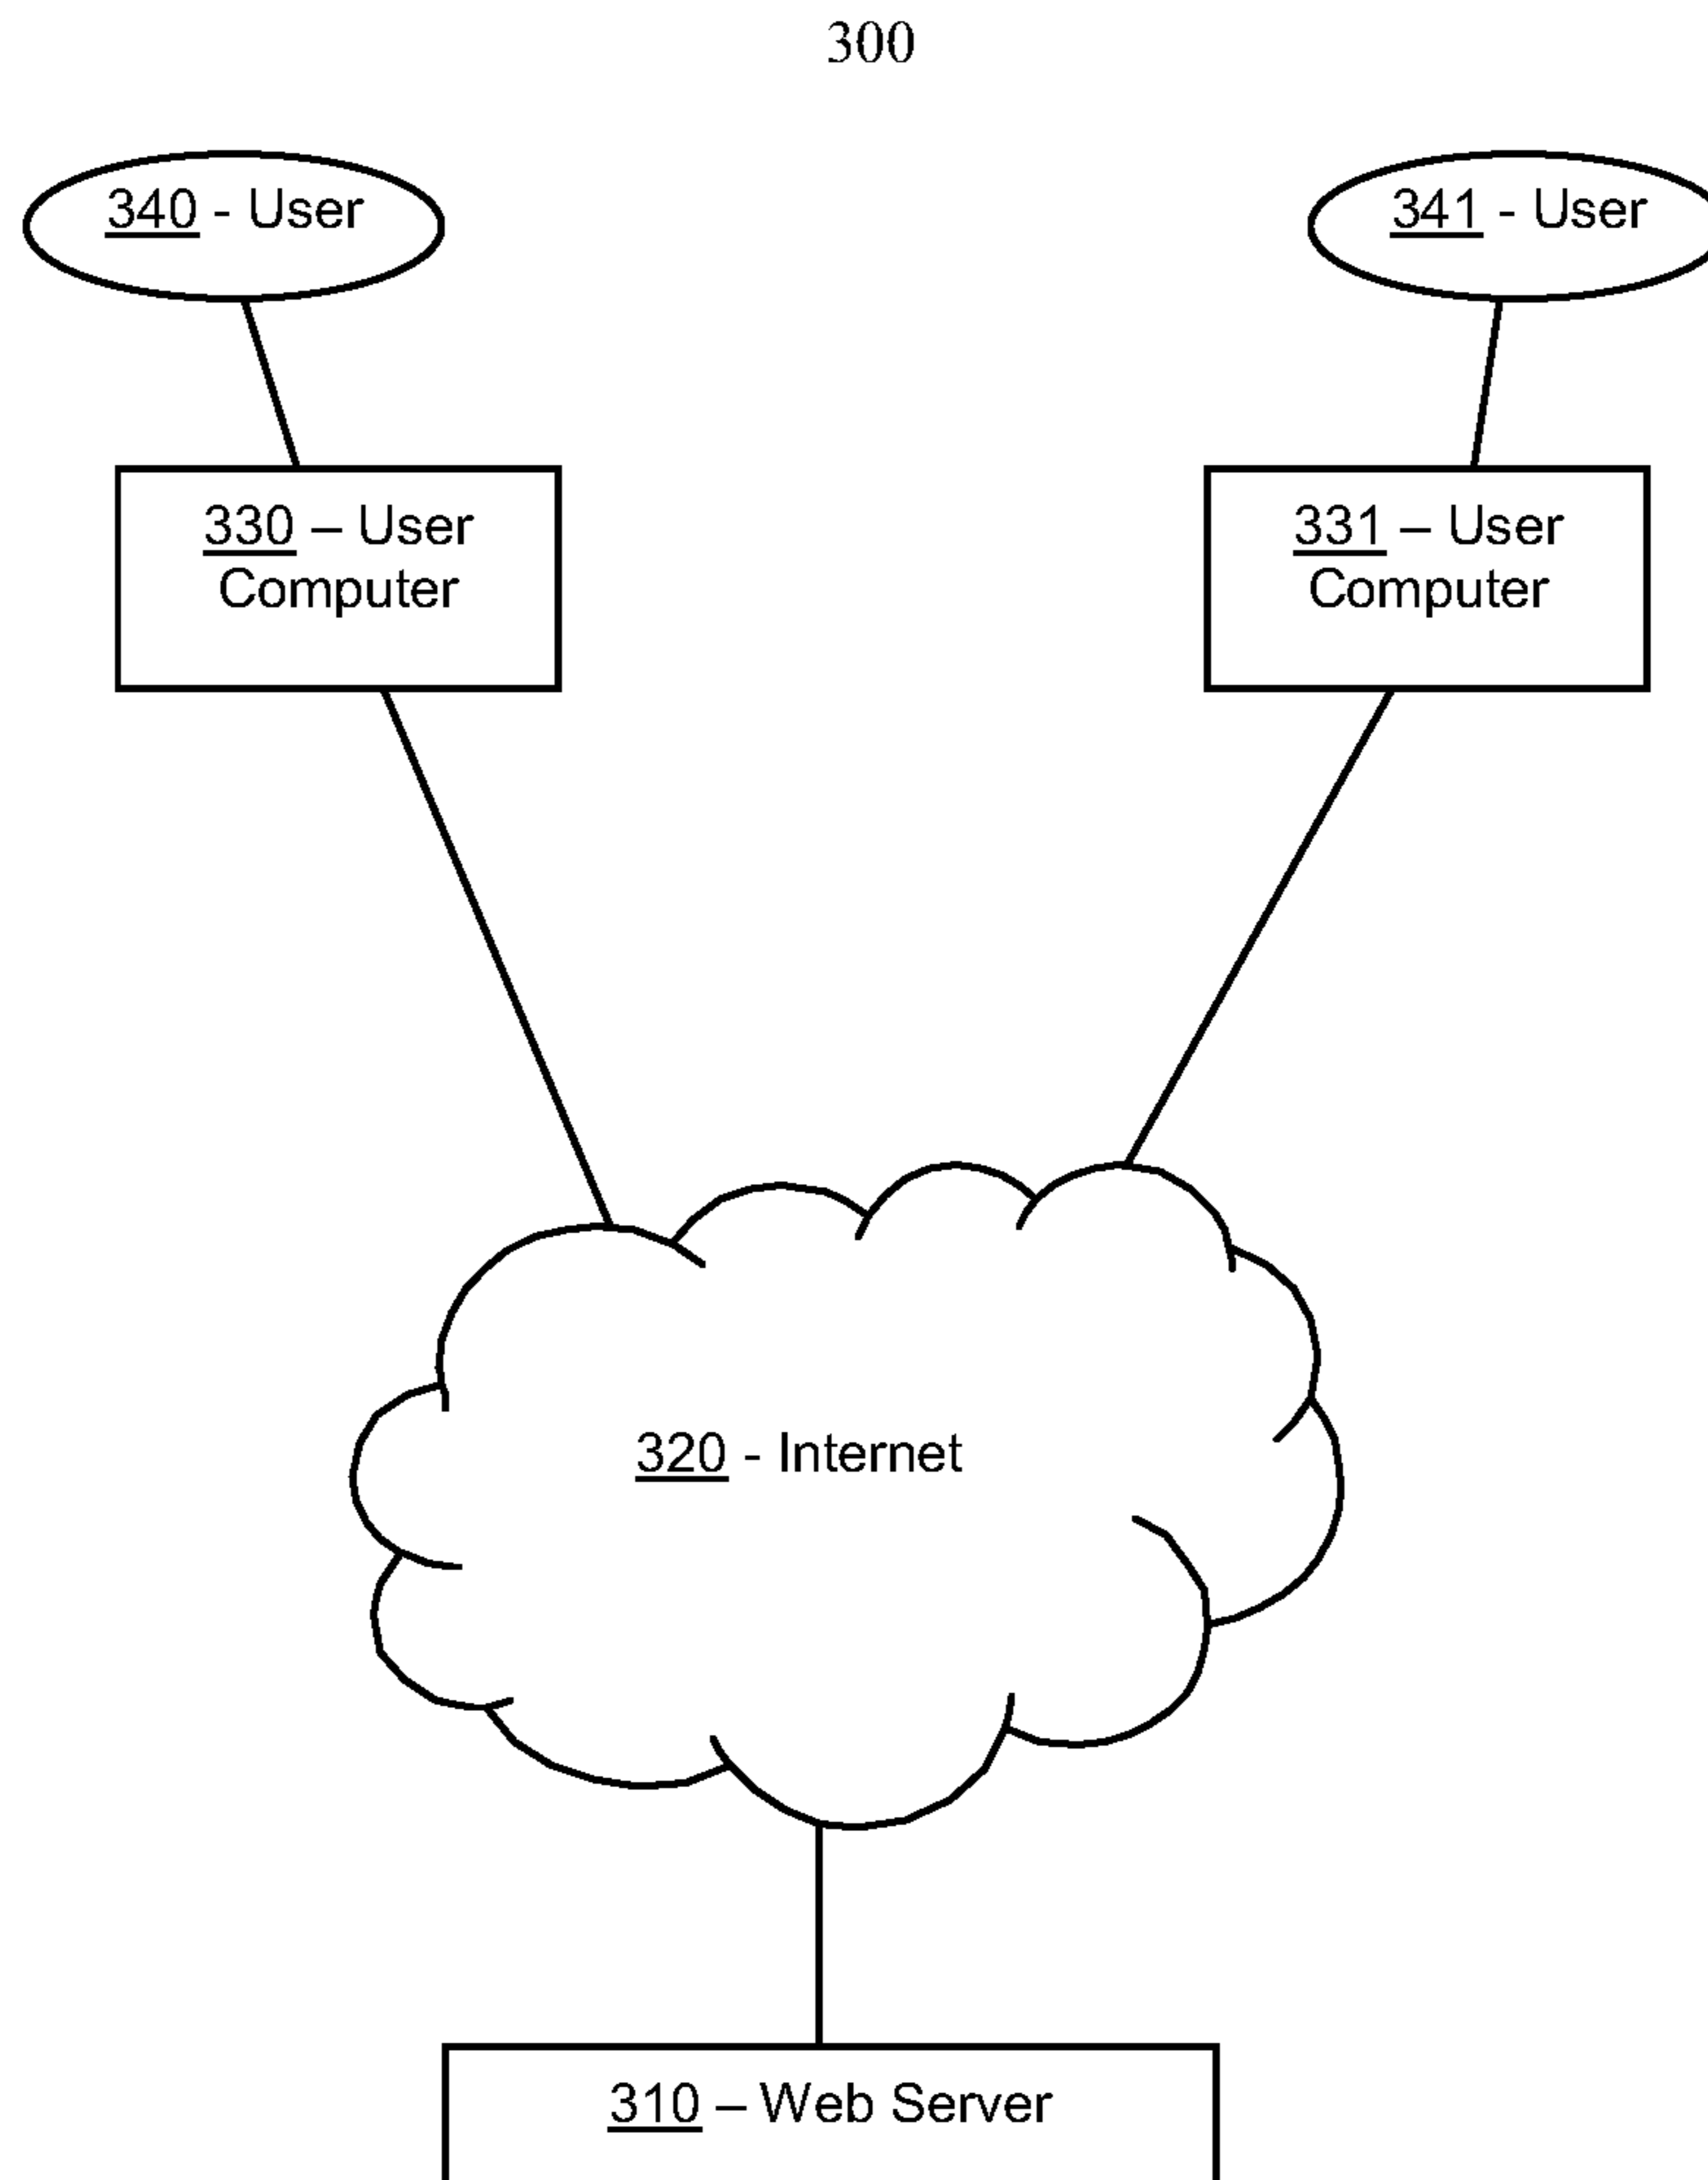 300
340 - User
341 - User
330 – User
Computer
331 – User
Computer
320 - Internet
310 – Web Server